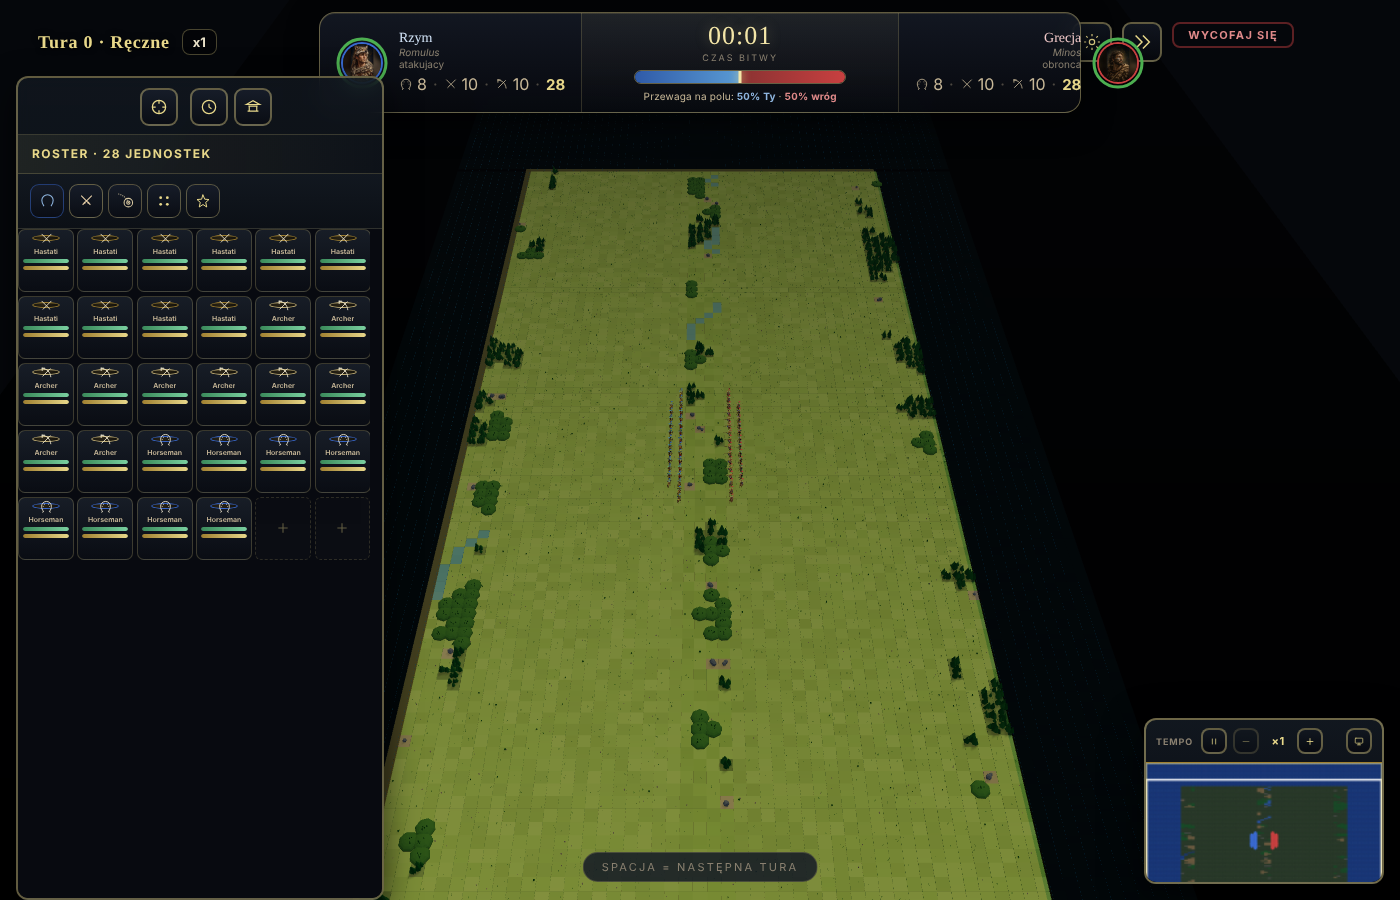 Tura 0 · Ręczne x1
Rzym
Romulus
atakujący
8 · 10 · 10 · 28
00:01
CZAS BITWY
Przewaga na polu: 50% Ty · 50% wróg
Grecja
Minos
obrońca
8 · 10 · 10 · 28
WYCOFAJ SIĘ
ROSTER · 28 JEDNOSTEK
Hastati Hastati Hastati Hastati Hastati Hastati
Hastati Hastati Hastati Hastati Archer Archer
Archer Archer Archer Archer Archer Archer
Archer Archer Horseman Horseman Horseman Horseman
Horseman Horseman Horseman Horseman + +
SPACJA = NASTĘPNA TURA
TEMPO − ×1 +